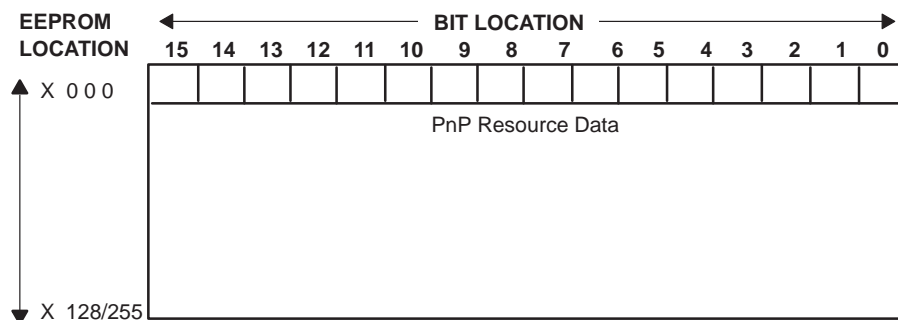 EEPROM LOCATION
BIT LOCATION
15 14 13 12 11 10 9 8 7 6 5 4 3 2 1 0
X 0 0 0
PnP Resource Data
X 128/255